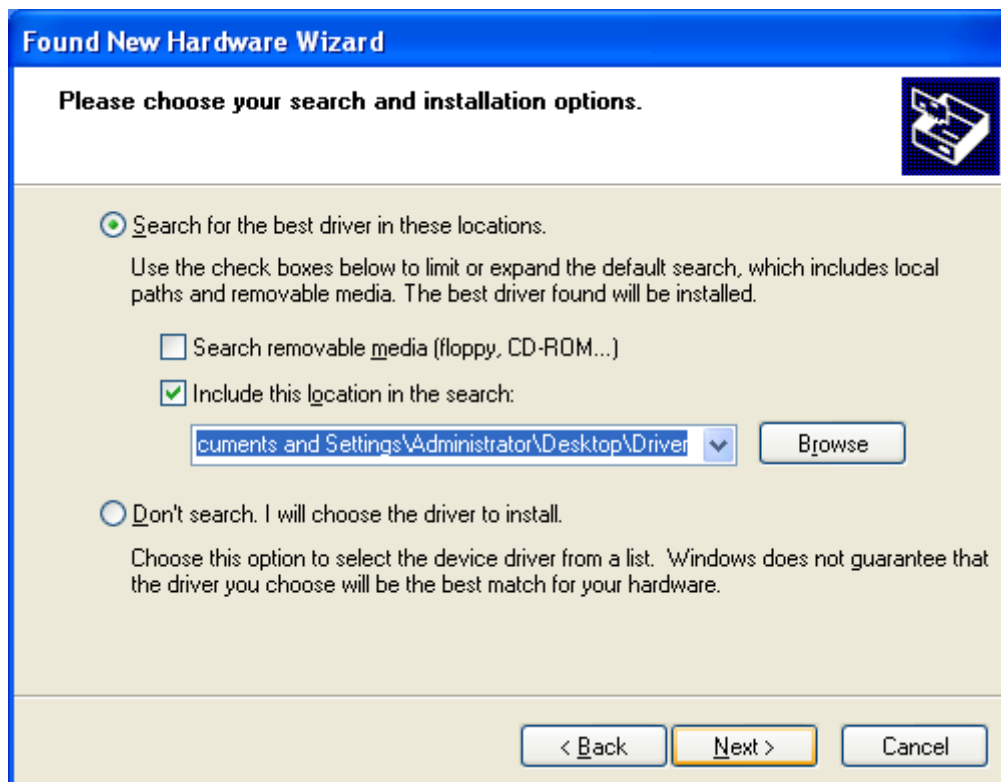 Found New Hardware Wizard
Please choose your search and installation options.
Search for the best driver in these locations.
Use the check boxes below to limit or expand the default search, which includes local
paths and removable media. The best driver found will be installed.
Search removable media (floppy, CD-ROM...)
Include this location in the search:
cuments and Settings\Administrator\Desktop\Driver
Browse
Don't search. I will choose the driver to install.
Choose this option to select the device driver from a list. Windows does not guarantee that
the driver you choose will be the best match for your hardware.
< Back
Next >
Cancel